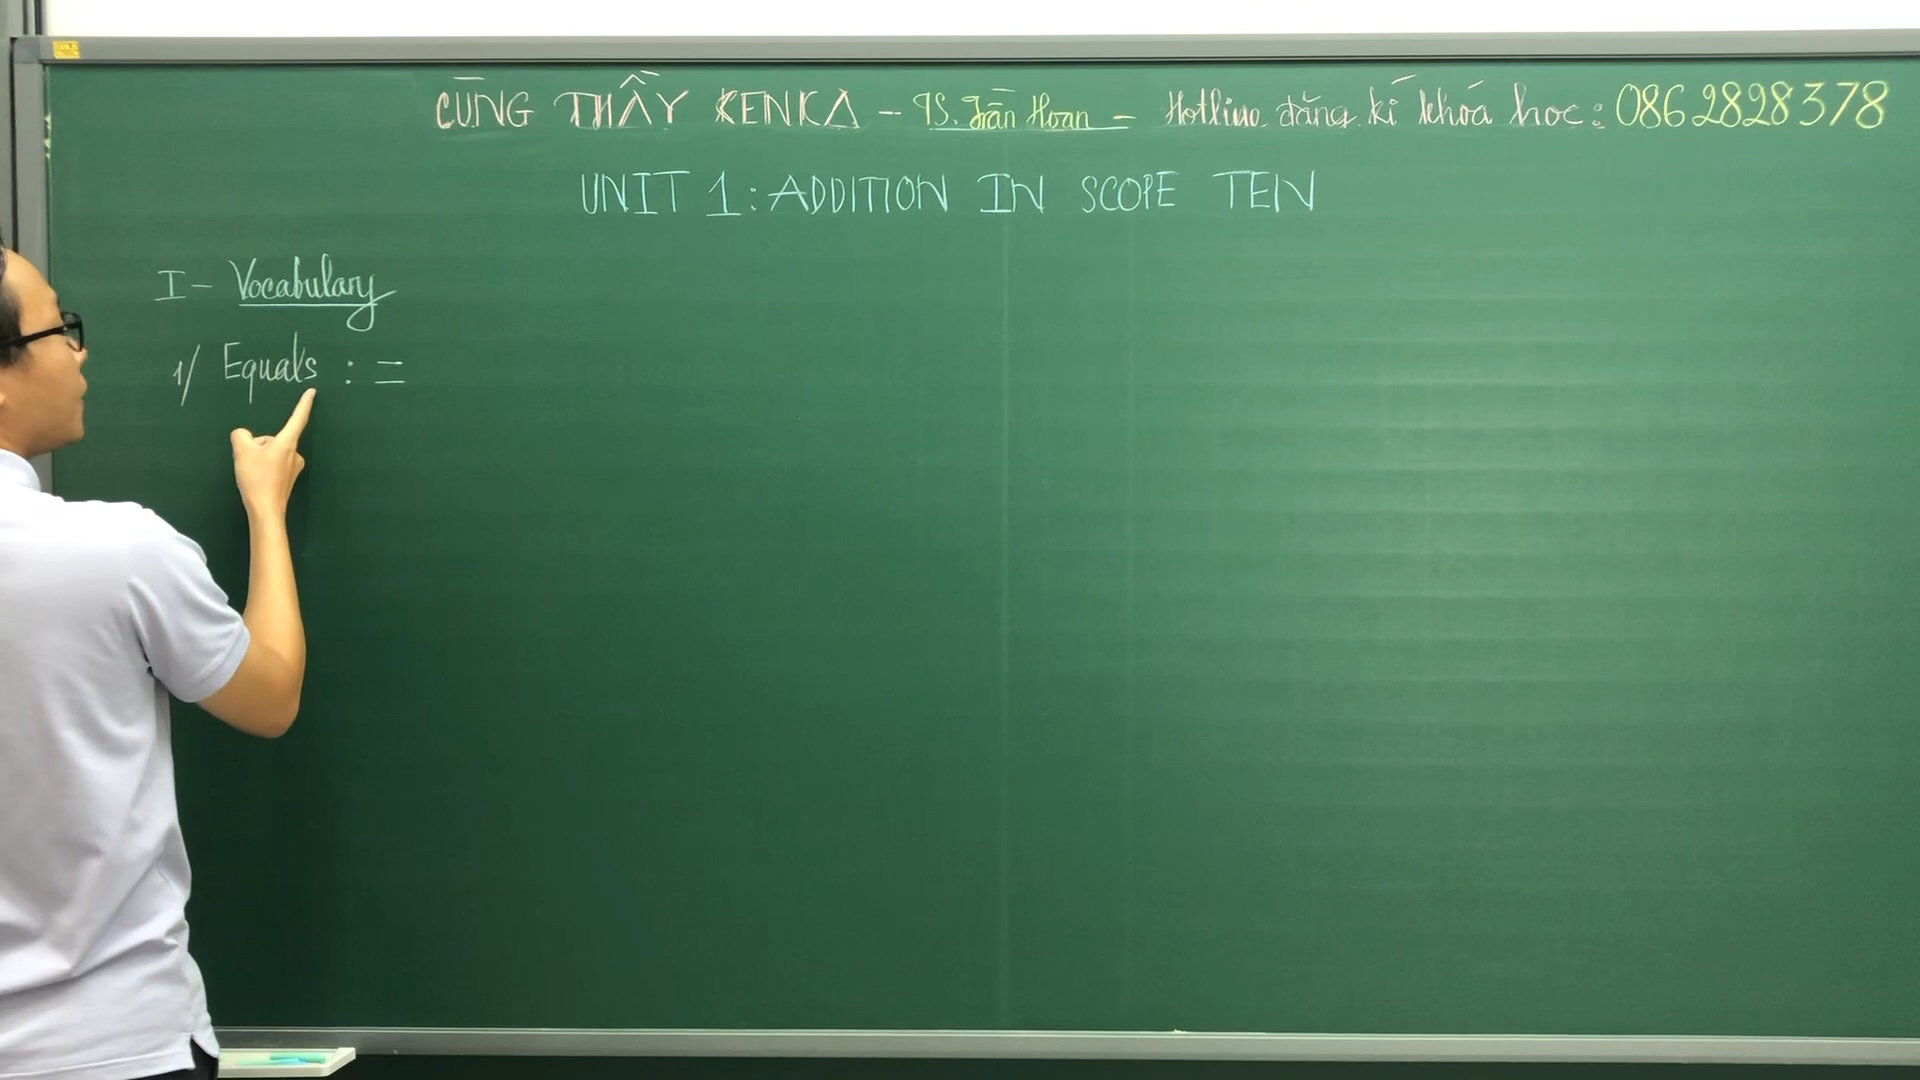 CÙNG THẦY KENKA - TS. Trần Hoan - Hotline đăng kí khóa học: 0862828378
UNIT 1: ADDITION IN SCOPE TEN
I- Vocabulary
1/ Equals : =